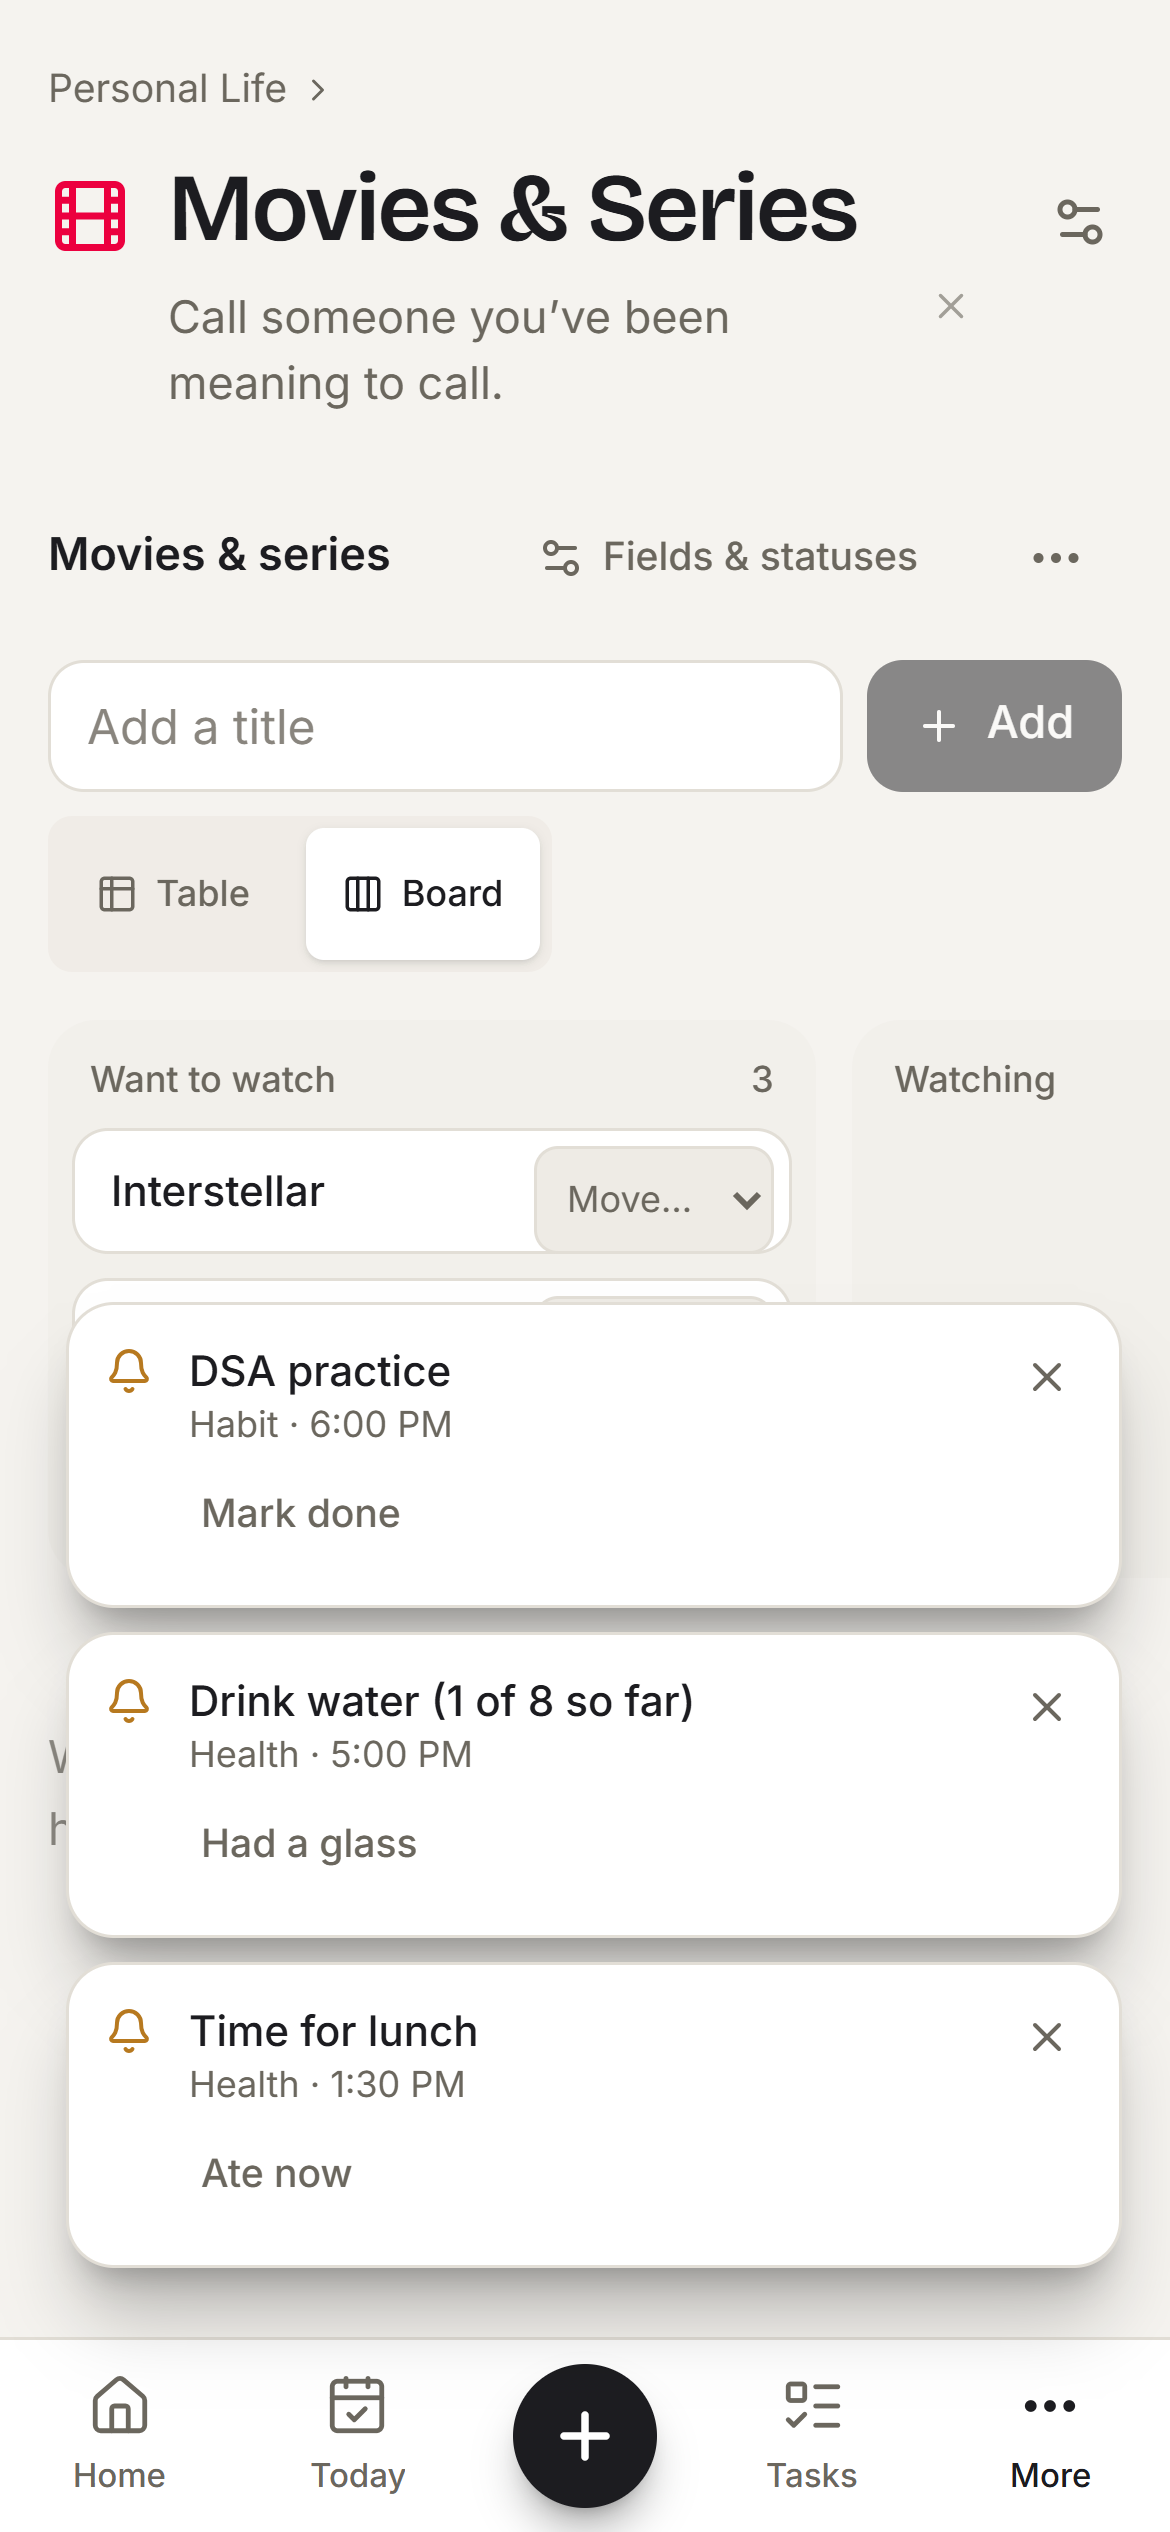 Personal Life
Movies & Series
Call someone you’ve been
meaning to call.
Movies & series
Fields & statuses
Add a title
Add
Table
Board
Want to watch 3
Watching
Interstellar
Move...
DSA practice
Habit · 6:00 PM
Mark done
Drink water (1 of 8 so far)
Health · 5:00 PM
Had a glass
Time for lunch
Health · 1:30 PM
Ate now
Home
Today
Tasks
More